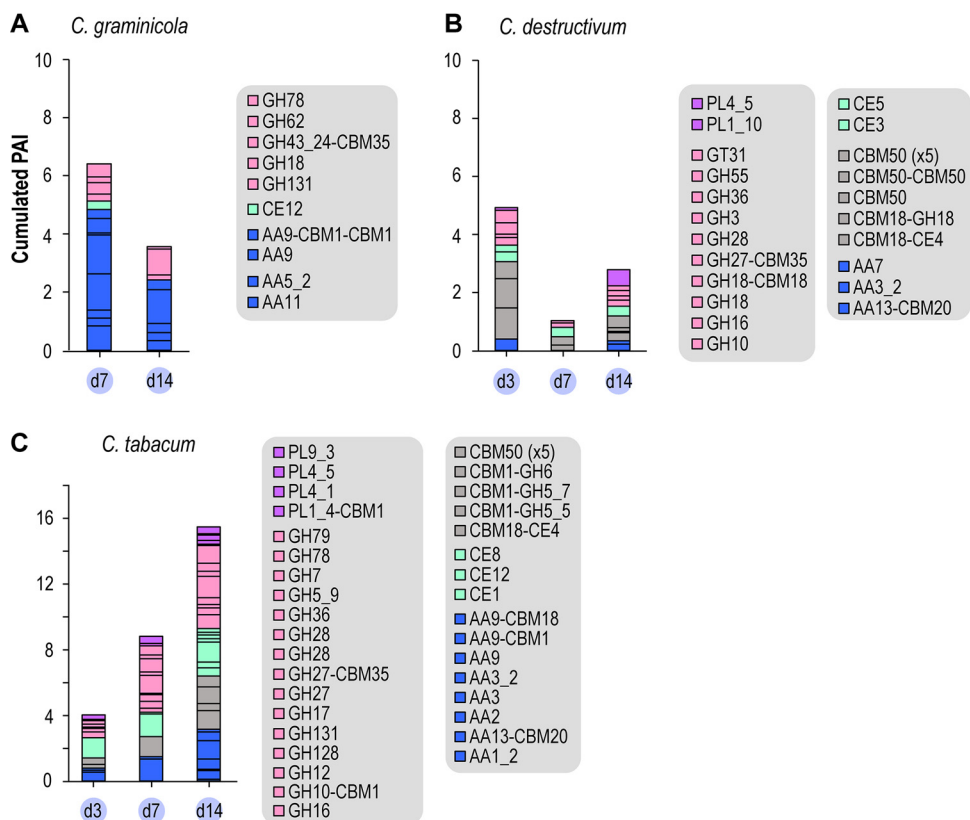 A
C. graminicola
10
8
6
4
2
0
Cumulated PAI
d7
d14
GH78
GH62
GH43_24-CBM35
GH18
GH131
CE12
AA9-CBM1-CBM1
AA9
AA5_2
AA11
B
C. destructivum
10
8
6
4
2
0
d3
d7
d14
PL4_5
PL1_10
GT31
GH55
GH36
GH3
GH28
GH27-CBM35
GH18-CBM18
GH18
GH16
GH10
CE5
CE3
CBM50 (x5)
CBM50-CBM50
CBM50
CBM18-GH18
CBM18-CE4
AA7
AA3_2
AA13-CBM20
C
C. tabacum
16
12
8
4
0
d3
d7
d14
PL9_3
PL4_5
PL4_1
PL1_4-CBM1
GH79
GH78
GH7
GH5_9
GH36
GH28
GH28
GH27-CBM35
GH27
GH17
GH131
GH128
GH12
GH10-CBM1
GH16
CBM50 (x5)
CBM1-GH6
CBM1-GH5_7
CBM1-GH5_5
CBM18-CE4
CE8
CE12
CE1
AA9-CBM18
AA9-CBM1
AA9
AA3_2
AA3
AA2
AA13-CBM20
AA1_2